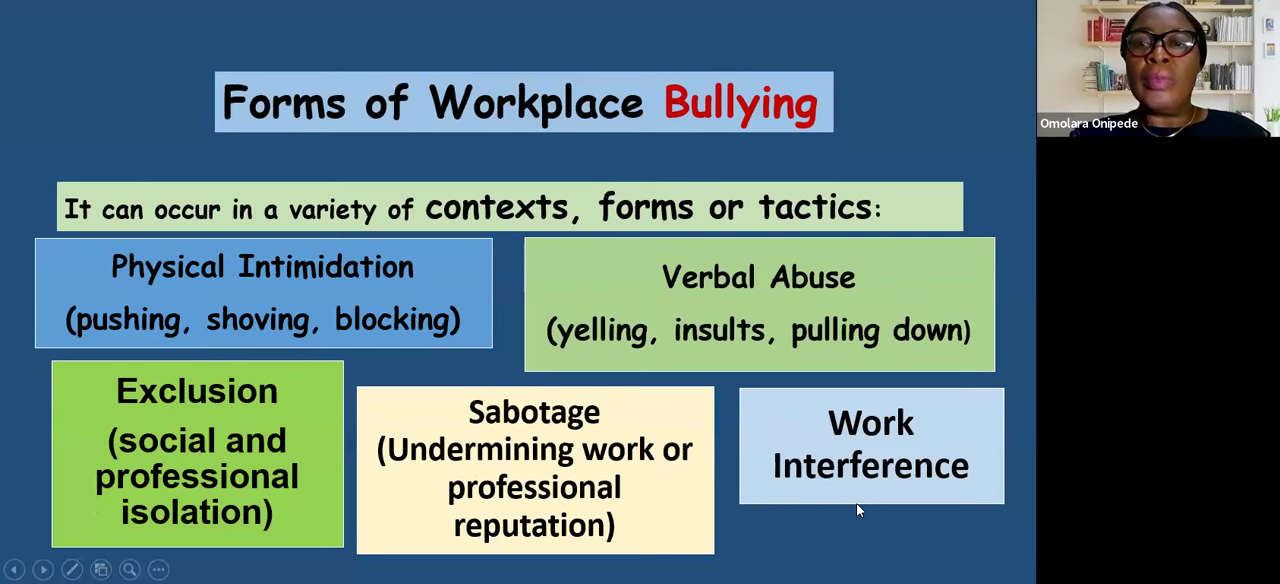 Forms of Workplace Bullying
Omolara Onipede
It can occur in a variety of contexts, forms or tactics:
Physical Intimidation
(pushing, shoving, blocking)
Verbal Abuse
(yelling, insults, pulling down)
Exclusion
(social and
professional
isolation)
Sabotage
(Undermining work or
professional
reputation)
Work
Interference